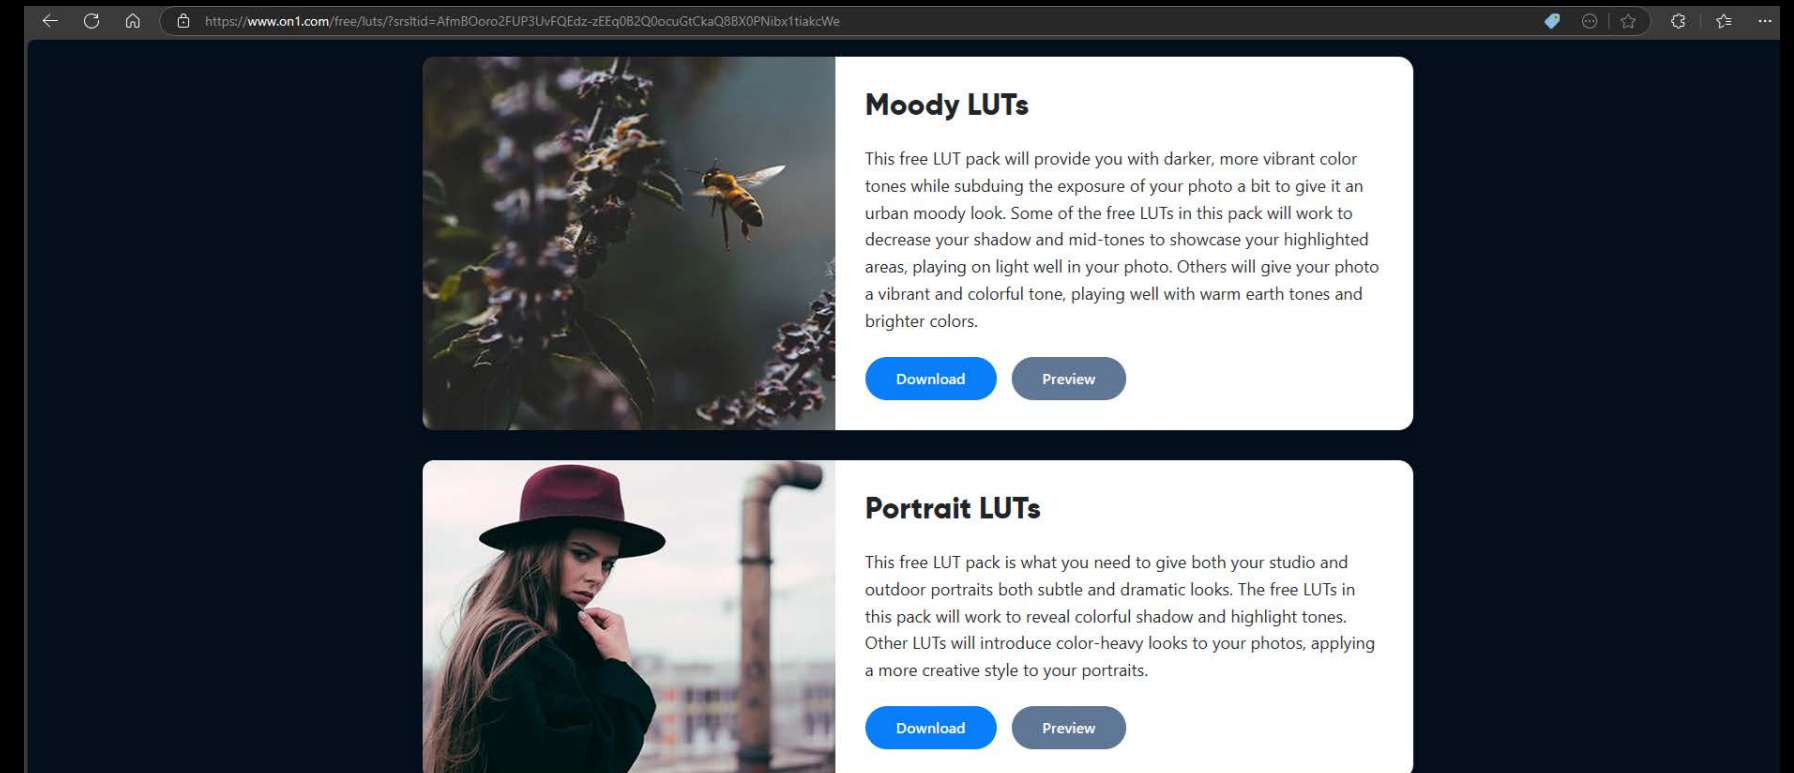 https://www.on1.com/free/luts/?srsltid=AfmBOoro2FUP3UvFQEdz-zEEq0B2Q0ocuGtCkaQ8BX0PNibx1tiakcWe
Moody LUTs
This free LUT pack will provide you with darker, more vibrant color
tones while subduing the exposure of your photo a bit to give it an
urban moody look. Some of the free LUTs in this pack will work to
decrease your shadow and mid-tones to showcase your highlighted
areas, playing on light well in your photo. Others will give your photo
a vibrant and colorful tone, playing well with warm earth tones and
brighter colors.
Download Preview
Portrait LUTs
This free LUT pack is what you need to give both your studio and
outdoor portraits both subtle and dramatic looks. The free LUTs in
this pack will work to reveal colorful shadow and highlight tones.
Other LUTs will introduce color-heavy looks to your photos, applying
a more creative style to your portraits.
Download Preview